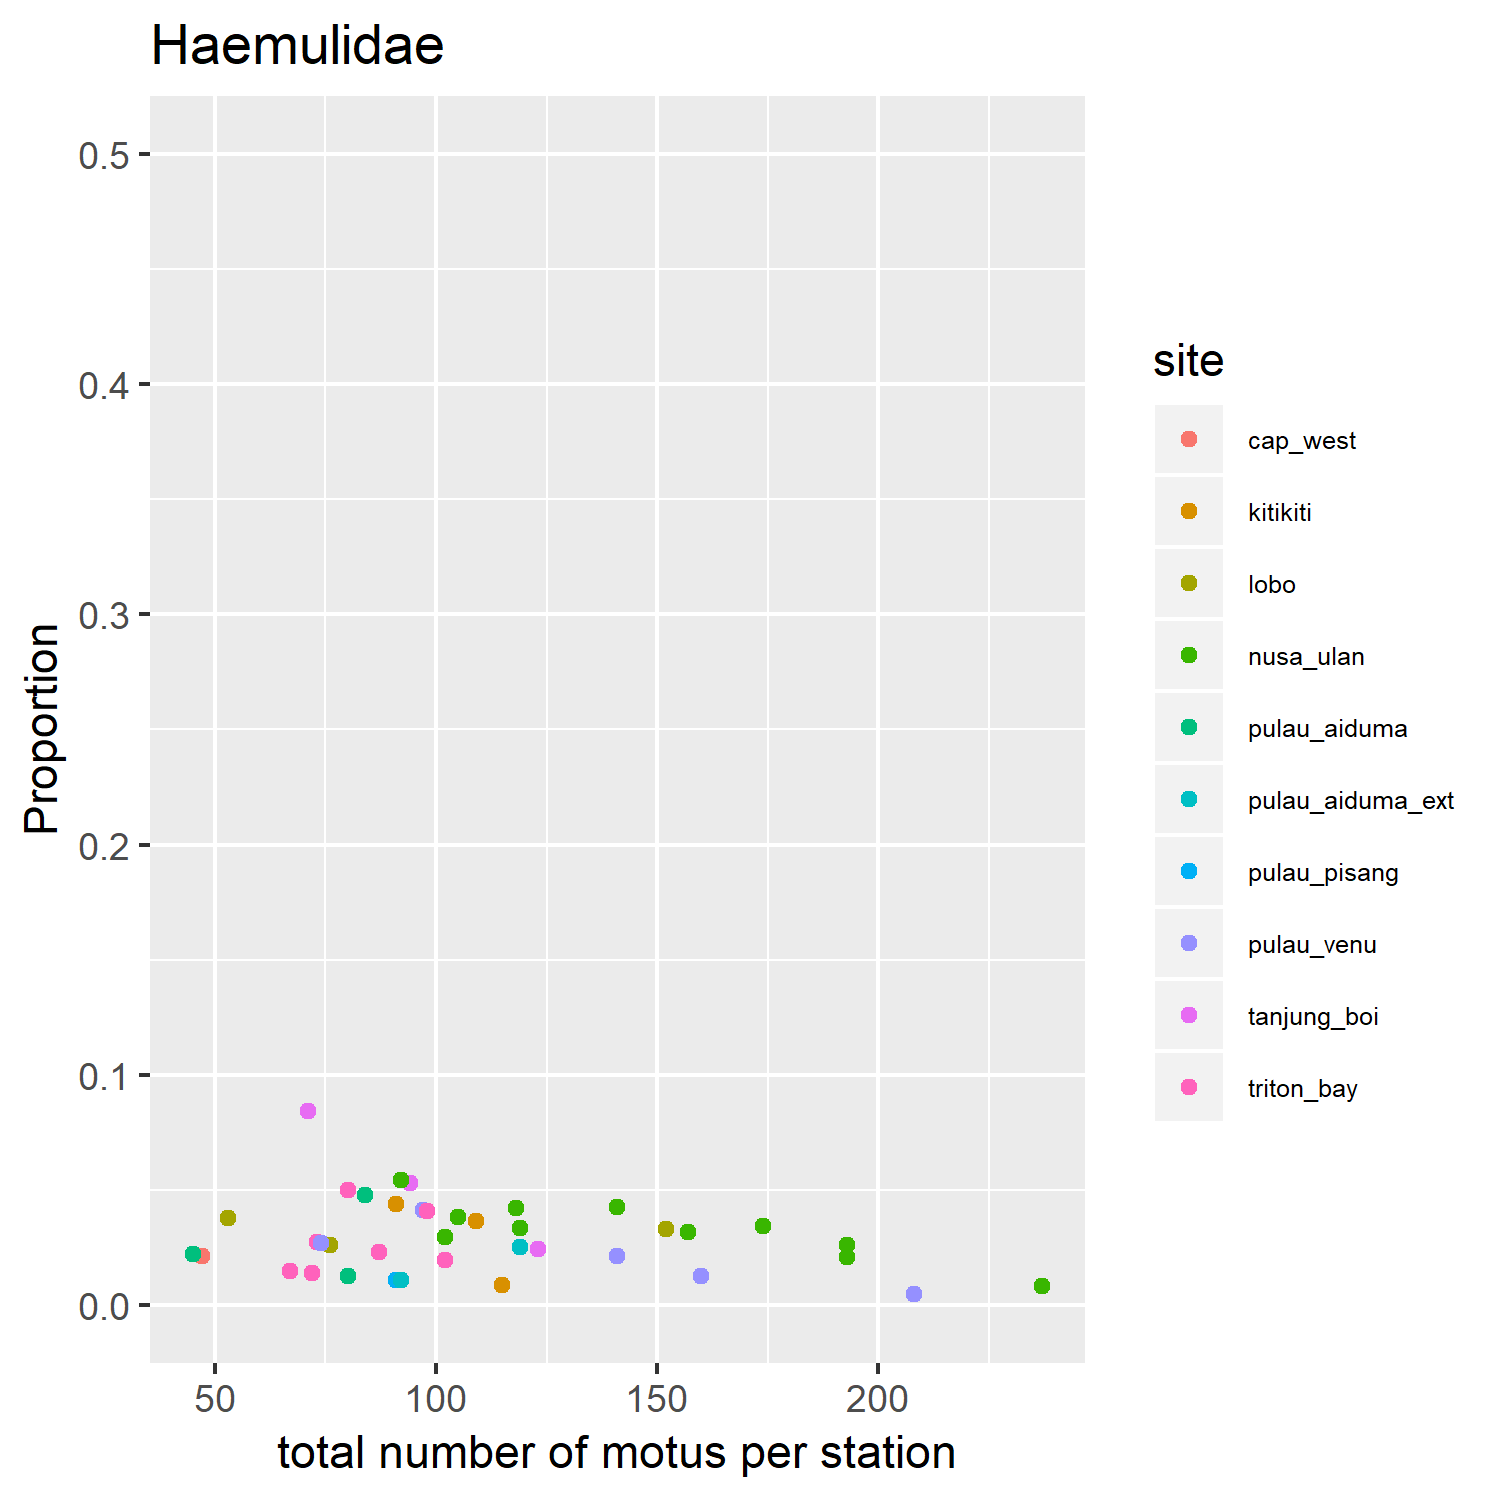 Haemulidae
0.5
0.4
0.3
0.2
0.1
0.0
Proportion
50 100 150 200
total number of motus per station
site
cap_west
kitikiti
lobo
nusa_ulan
pulau_aiduma
pulau_aiduma_ext
pulau_pisang
pulau_venu
tanjung_boi
triton_bay